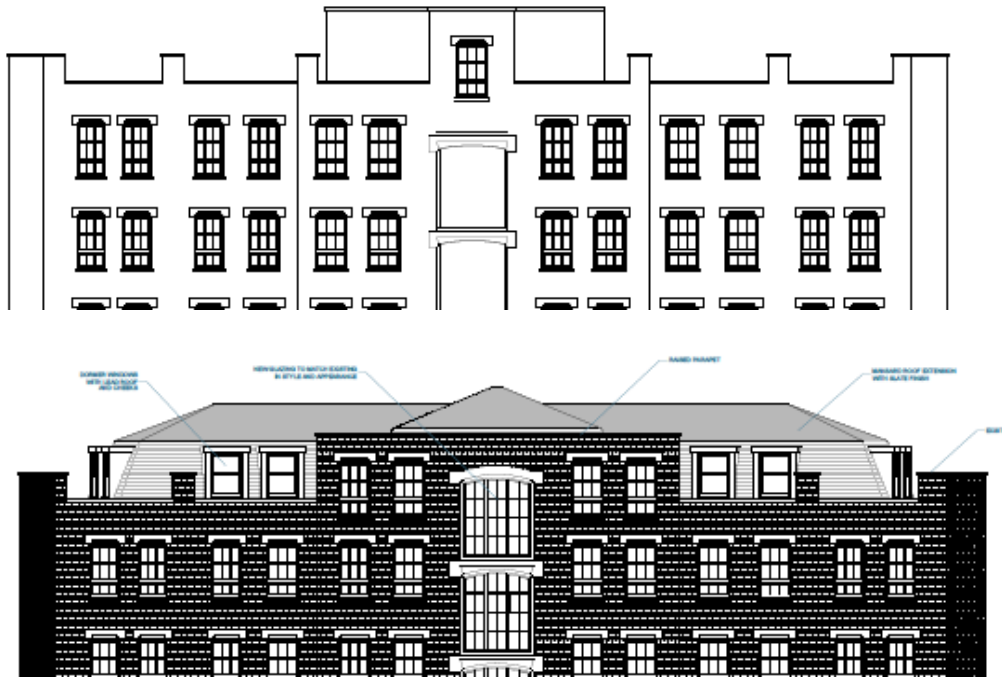 DORMER WINDOWS
WITH LEAD ROOF
AND CHEEKS
NEW GLAZING TO MATCH EXISTING
IN STYLE AND APPEARANCE
RAISED PARAPET
MANSARD ROOF EXTENSION
WITH SLATE FINISH